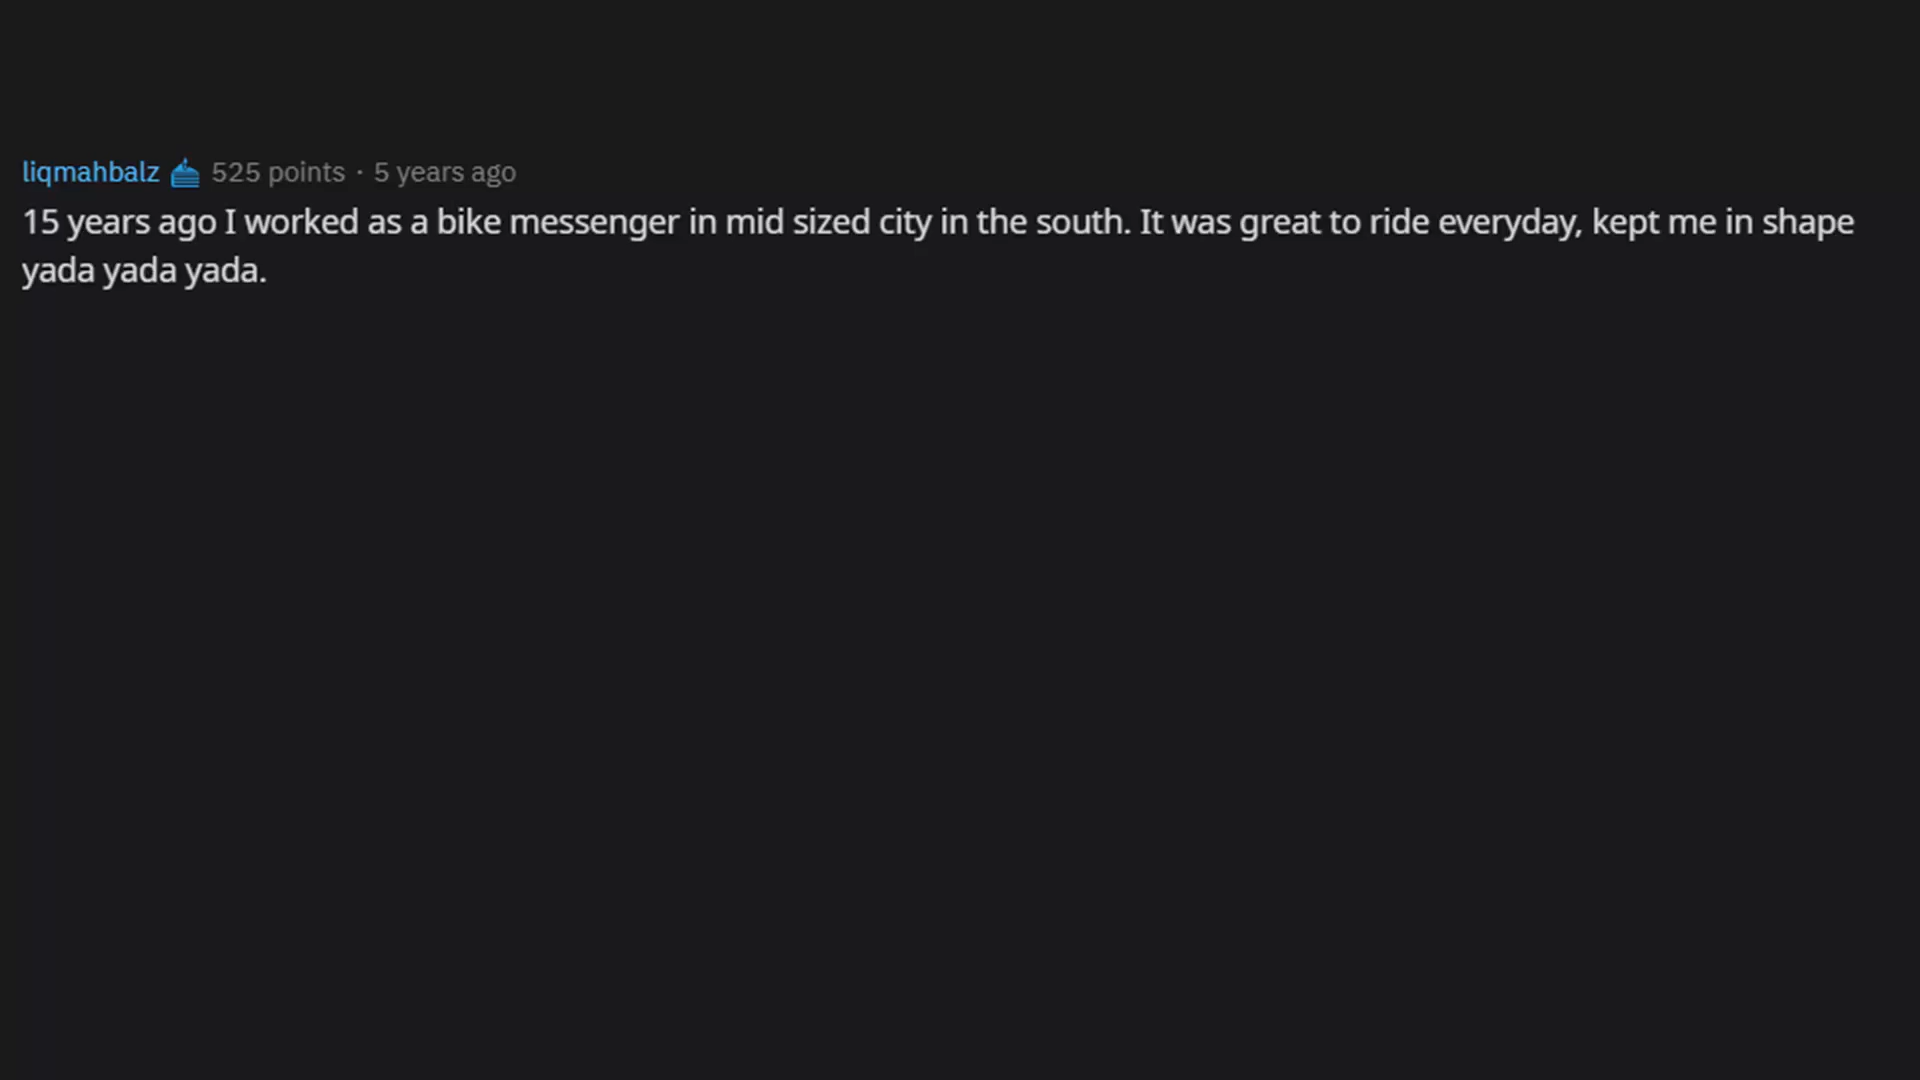 liqmahbalz 525 points · 5 years ago
15 years ago I worked as a bike messenger in mid sized city in the south. It was great to ride everyday, kept me in shape
yada yada yada.